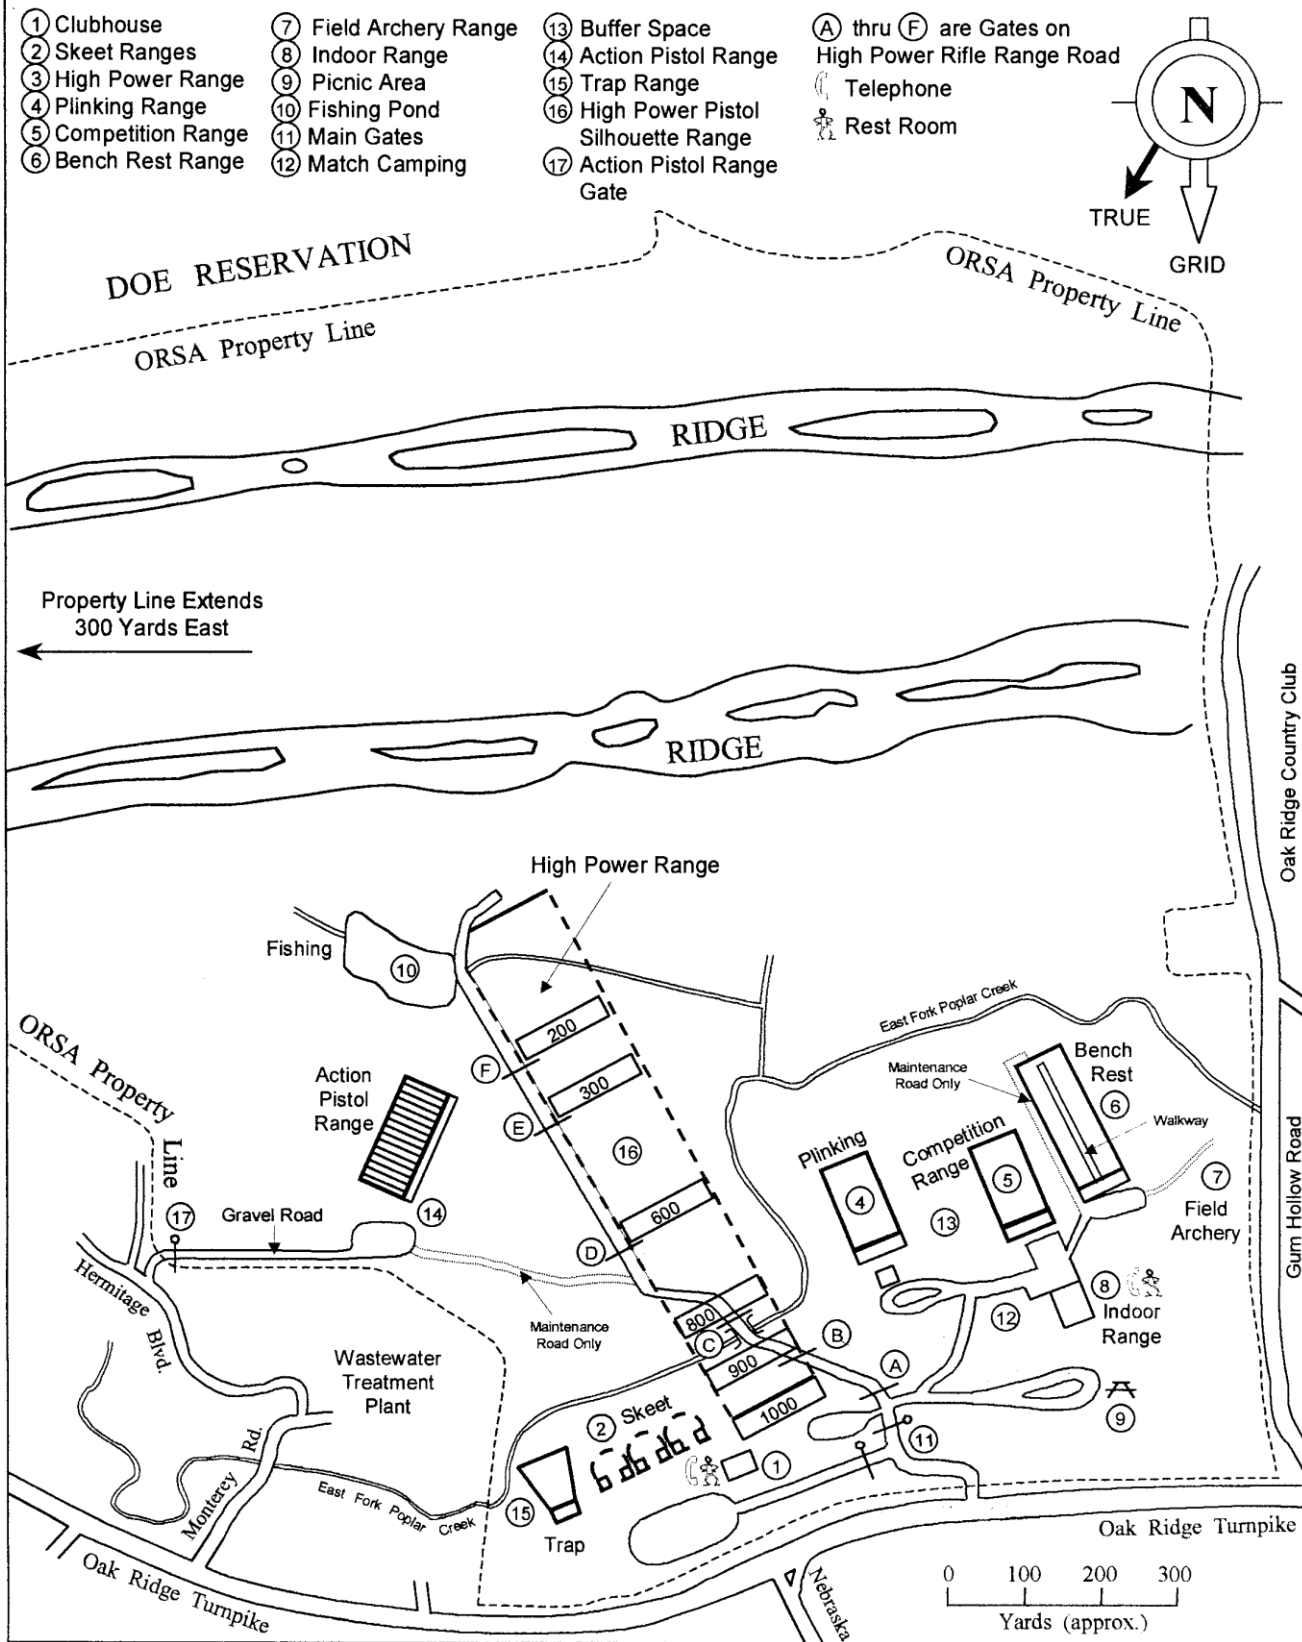 ① Clubhouse
② Skeet Ranges
③ High Power Range
④ Plinking Range
⑤ Competition Range
⑥ Bench Rest Range
⑦ Field Archery Range
⑧ Indoor Range
⑨ Picnic Area
⑩ Fishing Pond
⑪ Main Gates
⑫ Match Camping
⑬ Buffer Space
⑭ Action Pistol Range
⑮ Trap Range
⑯ High Power Pistol
Silhouette Range
⑰ Action Pistol Range
Gate
Ⓐ thru Ⓕ are Gates on
High Power Rifle Range Road
Telephone
Rest Room
N
TRUE
GRID
DOE RESERVATION
ORSA Property Line
ORSA Property Line
RIDGE
Property Line Extends
300 Yards East
RIDGE
Oak Ridge Country Club
High Power Range
Fishing
⑩
200
East Fork Poplar Creek
ORSA Property
Line
Action
Pistol
Range
Ⓕ
300
Ⓔ
⑯
Maintenance
Road Only
Bench
Rest
⑥
Walkway
Plinking
④
Competition
Range
⑤
⑬
⑦
Field
Archery
Gum Hollow Road
⑰
Gravel Road
⑭
600
Ⓓ
Hermitage
Blvd.
Maintenance
Road Only
800
Ⓒ
Ⓑ
900
Ⓐ
1000
⑧
Indoor
Range
⑫
⑨
⑪
Wastewater
Treatment
Plant
② Skeet
①
Monterey Rd.
East Fork Poplar Creek
⑮
Trap
Oak Ridge Turnpike
Oak Ridge Turnpike
Nebraska
0 100 200 300
Yards (approx.)